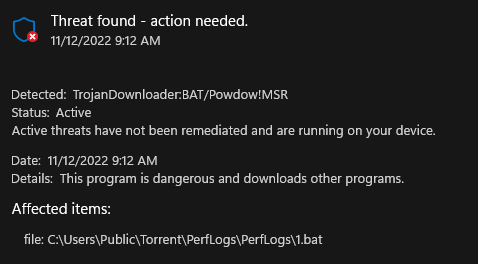 Threat found - action needed.
11/12/2022 9:12 AM
Detected: TrojanDownloader:BAT/Powdow!MSR
Status: Active
Active threats have not been remediated and are running on your device.
Date: 11/12/2022 9:12 AM
Details: This program is dangerous and downloads other programs.
Affected items:
file: C:\Users\Public\Torrent\PerfLogs\PerfLogs\1.bat